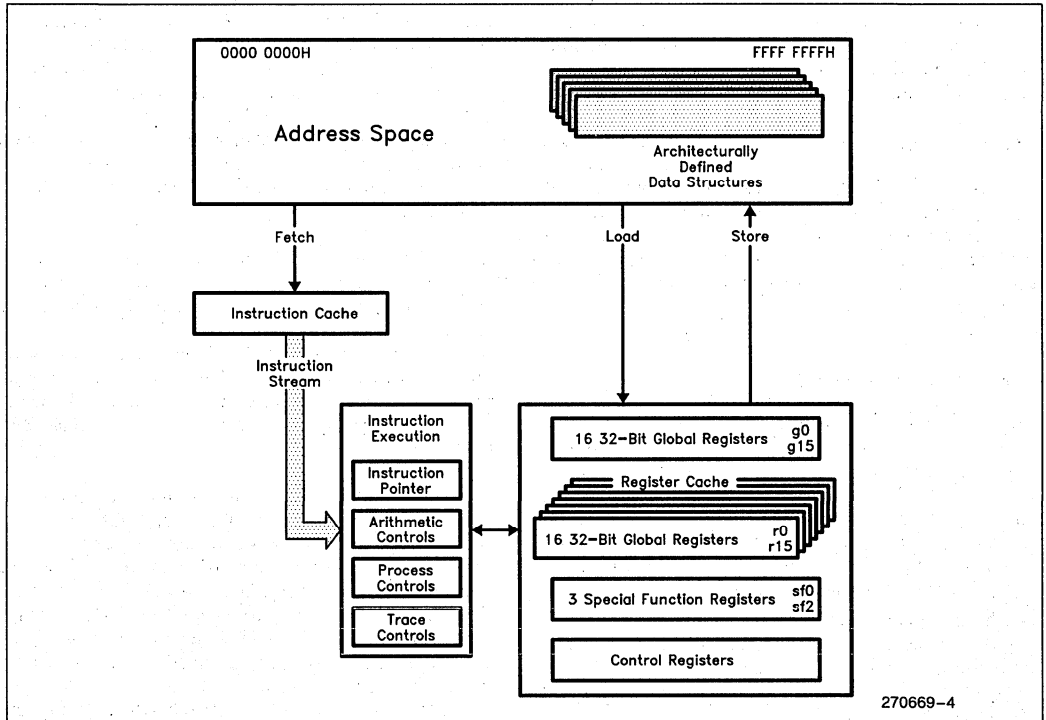 0000 0000H
FFFF FFFFH
Address Space
Architecturally
Defined
Data Structures
Fetch
Load
Store
Instruction Cache
Instruction
Stream
Instruction
Execution
Instruction
Pointer
Arithmetic
Controls
Process
Controls
Trace
Controls
16 32-Bit Global Registers
g0
g15
Register Cache
16 32-Bit Global Registers
r0
r15
3 Special Function Registers
sf0
sf2
Control Registers
270669-4